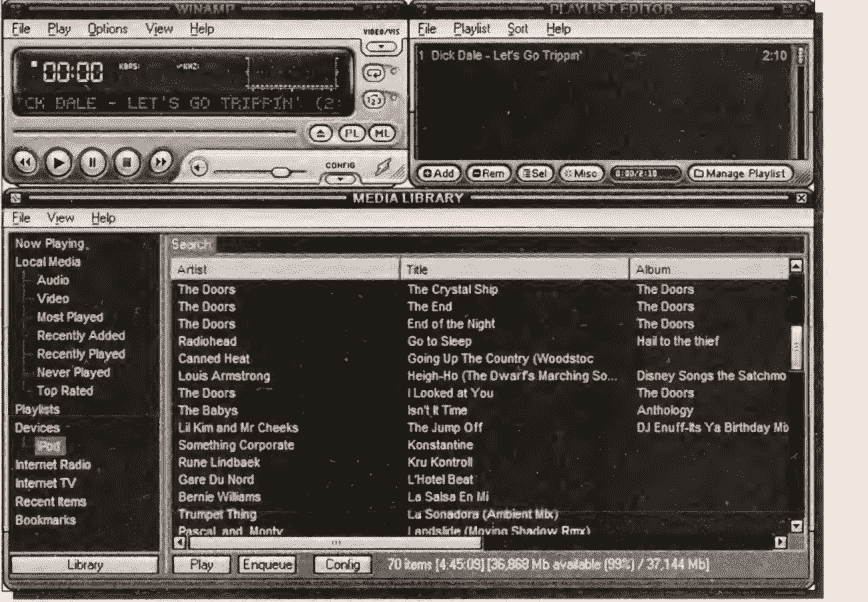 WINAMP
File Play Options View Help
VIDEO/VIS
00:00 KBPS: KHZ:
CK DALE - LET'S GO TRIPPIN' (2:
PL ML
CONFIG
PLAYLIST EDITOR
File Playlist Sort Help
1 Dick Dale - Let's Go Trippin' 2:10
Add Rem Sel Misc 0:00/2:10 Manage Playlist
MEDIA LIBRARY
File View Help
Now Playing
Local Media
Audio
Video
Most Played
Recently Added
Recently Played
Never Played
Top Rated
Playlists
Devices
iPod
Internet Radio
Internet TV
Recent Items
Bookmarks
Library
Search
Artist Title Album
The Doors The Crystal Ship The Doors
The Doors The End The Doors
The Doors End of the Night The Doors
Radiohead Go to Sleep Hail to the thief
Canned Heat Going Up The Country (Woodstoc
Louis Armstrong Heigh-Ho (The Dwarf's Marching So... Disney Songs the Satchmo
The Doors I Looked at You The Doors
The Babys Isn't It Time Anthology
Lil Kim and Mr Cheeks The Jump Off DJ Enuff-Its Ya Birthday Mb
Something Corporate Konstantine
Rune Lindbaek Kru Kontroll
Gare Du Nord L'Hotel Beat
Bernie Williams La Salsa En Mi
Trumpet Thing La Sonadora (Ambient Mix)
Pascal and Monty Landslide (Moving Shadow Rmx)
Play Enqueue Config 70 items [4:45:09] [36,868 Mb available (99%) / 37,144 Mb]